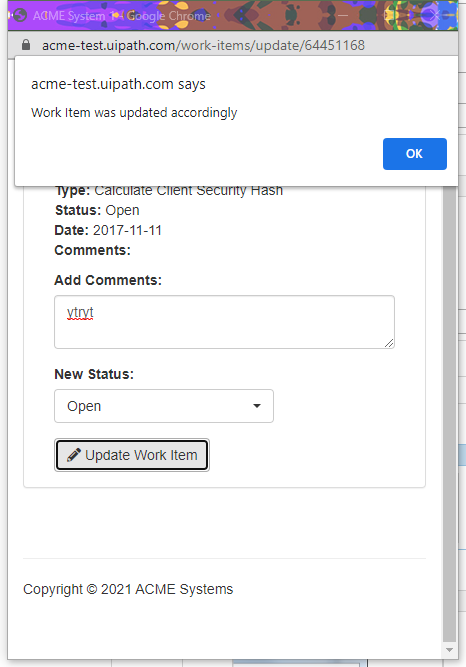 ACME System 1 - Google Chrome
acme-test.uipath.com/work-items/update/64451168
acme-test.uipath.com says
Work Item was updated accordingly
OK
Type: Calculate Client Security Hash
Status: Open
Date: 2017-11-11
Comments:
Add Comments:
ytryt
New Status:
Open
Update Work Item
Copyright © 2021 ACME Systems